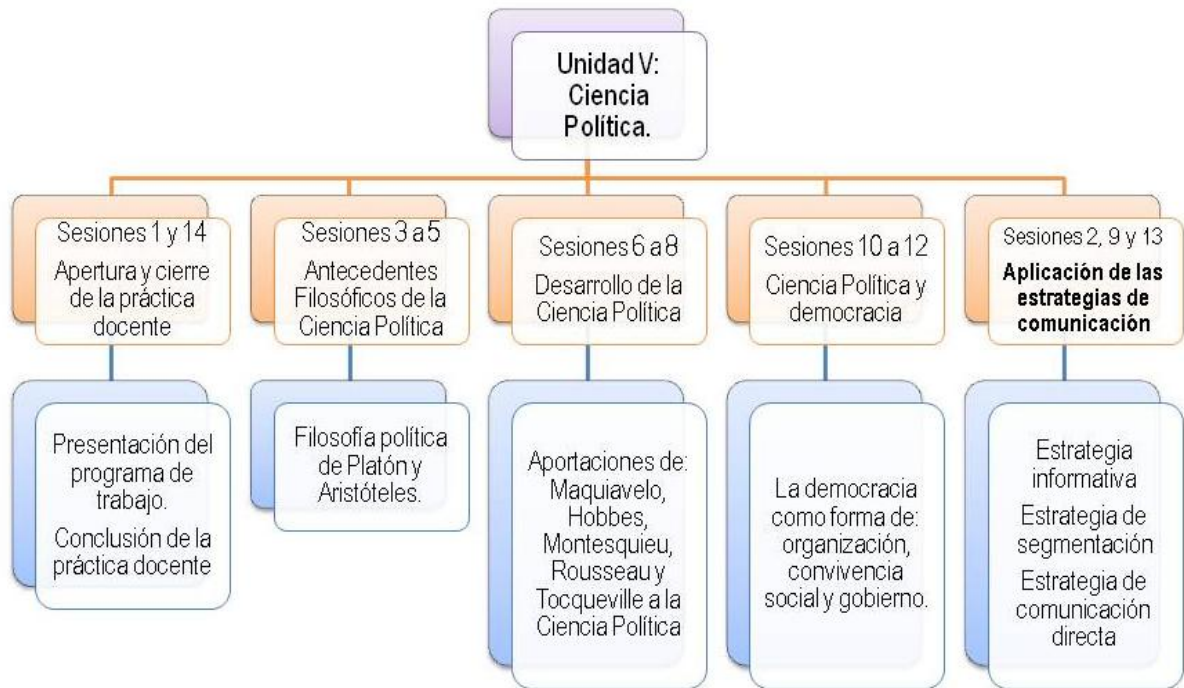 Unidad V:
Ciencia
Política.
Sesiones 1 y 14
Apertura y cierre
de la práctica
docente
Presentación del
programa de
trabajo.
Conclusión de la
práctica docente
Sesiones 3 a 5
Antecedentes
Filosóficos de la
Ciencia Política
Filosofía política
de Platón y
Aristóteles.
Sesiones 6 a 8
Desarrollo de la
Ciencia Política
Aportaciones de:
Maquiavelo,
Hobbes,
Montesquieu,
Rousseau y
Tocqueville a la
Ciencia Política
Sesiones 10 a 12
Ciencia Política y
democracia
La democracia
como forma de:
organización,
convivencia
social y gobierno.
Sesiones 2, 9 y 13
Aplicación de las
estrategias de
comunicación
Estrategia
informativa
Estrategia de
segmentación
Estrategia de
comunicación
directa